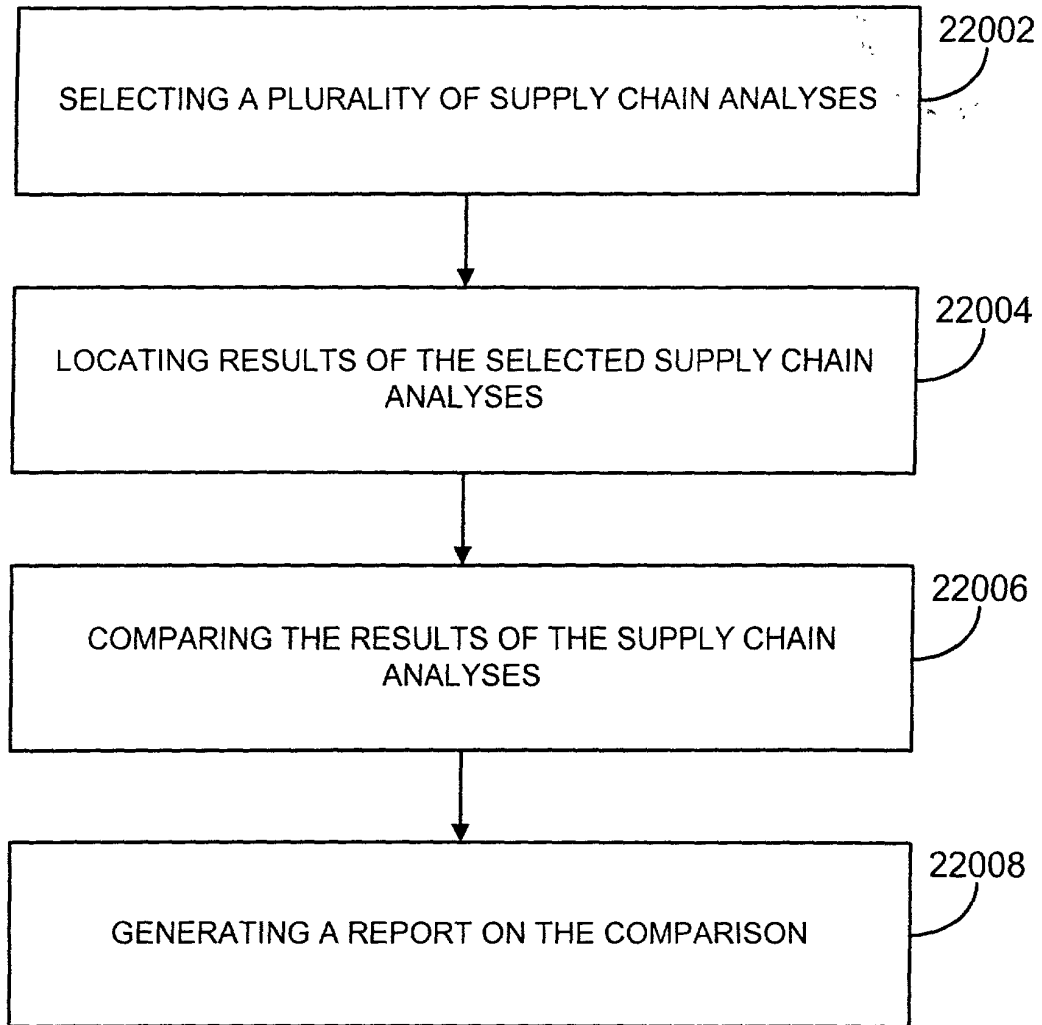 22002
SELECTING A PLURALITY OF SUPPLY CHAIN ANALYSES
22004
LOCATING RESULTS OF THE SELECTED SUPPLY CHAIN
ANALYSES
22006
COMPARING THE RESULTS OF THE SUPPLY CHAIN
ANALYSES
22008
GENERATING A REPORT ON THE COMPARISON